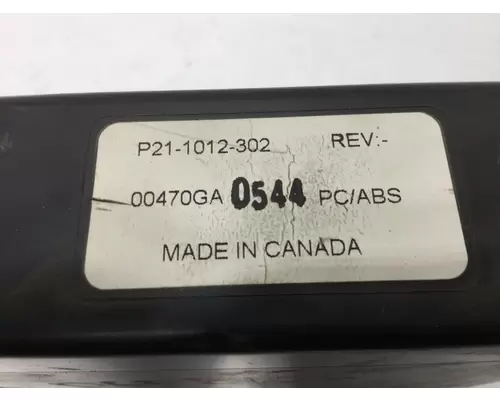 P21-1012-302 REV:-
00470GA 0544 PC/ABS
MADE IN CANADA